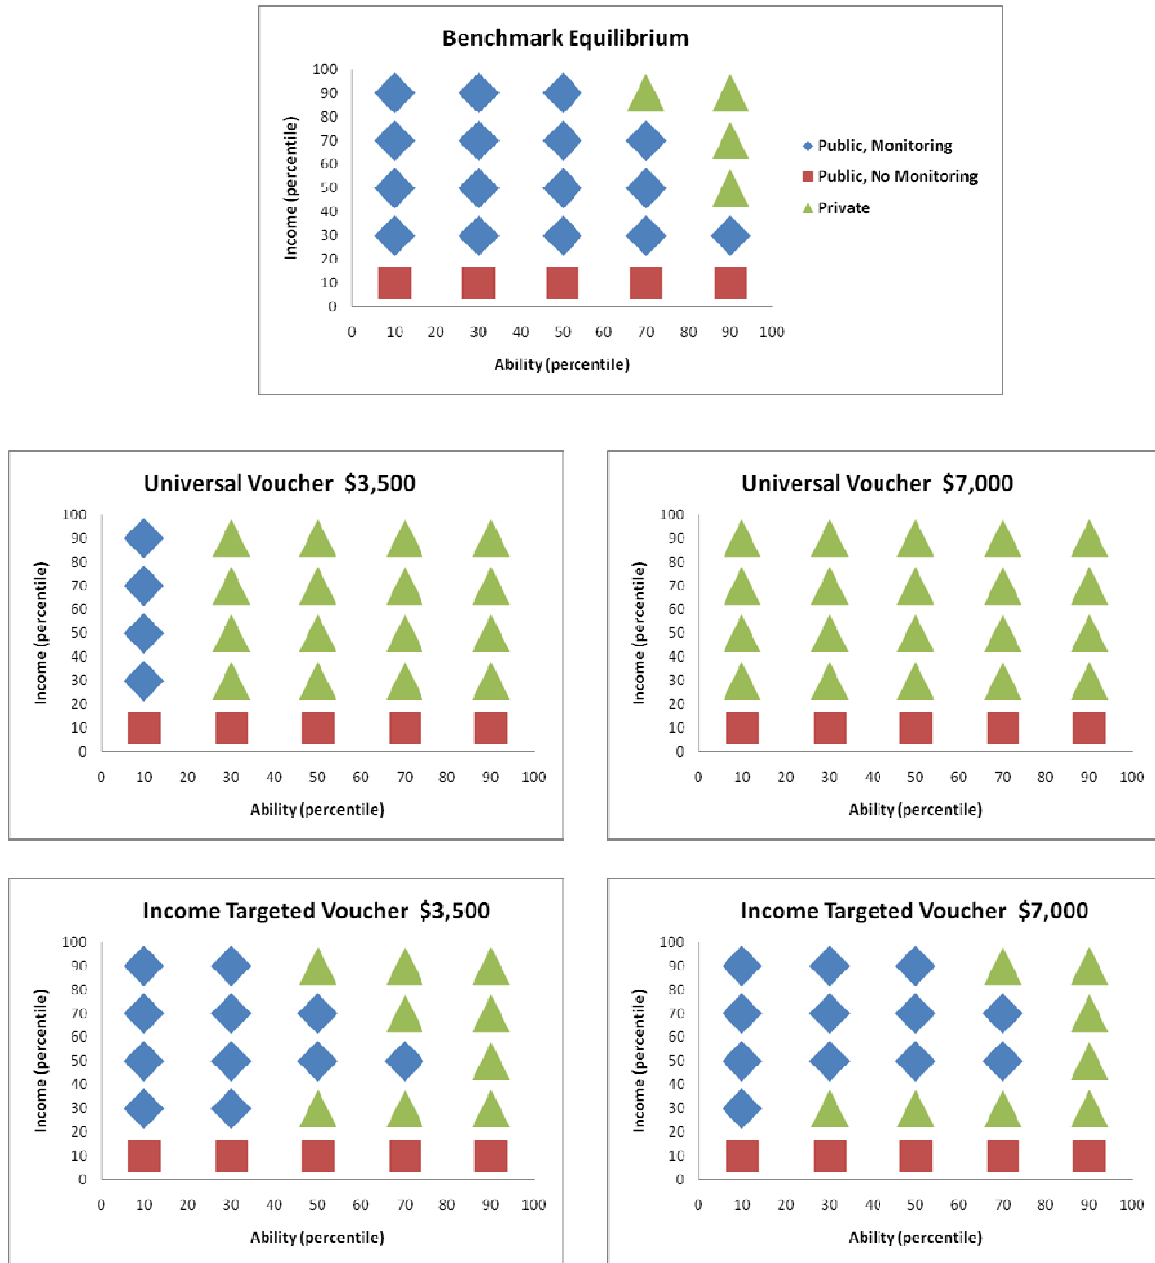 Benchmark Equilibrium
Income (percentile)
100
90
80
70
60
50
40
30
20
10
0
0 10 20 30 40 50 60 70 80 90 100
Ability (percentile)
Public, Monitoring
Public, No Monitoring
Private
Universal Voucher $3,500
Income (percentile)
100
90
80
70
60
50
40
30
20
10
0
0 10 20 30 40 50 60 70 80 90 100
Ability (percentile)
Universal Voucher $7,000
Income (percentile)
100
90
80
70
60
50
40
30
20
10
0
0 10 20 30 40 50 60 70 80 90 100
Ability (percentile)
Income Targeted Voucher $3,500
Income (percentile)
100
90
80
70
60
50
40
30
20
10
0
0 10 20 30 40 50 60 70 80 90 100
Ability (percentile)
Income Targeted Voucher $7,000
Income (percentile)
100
90
80
70
60
50
40
30
20
10
0
0 10 20 30 40 50 60 70 80 90 100
Ability (percentile)